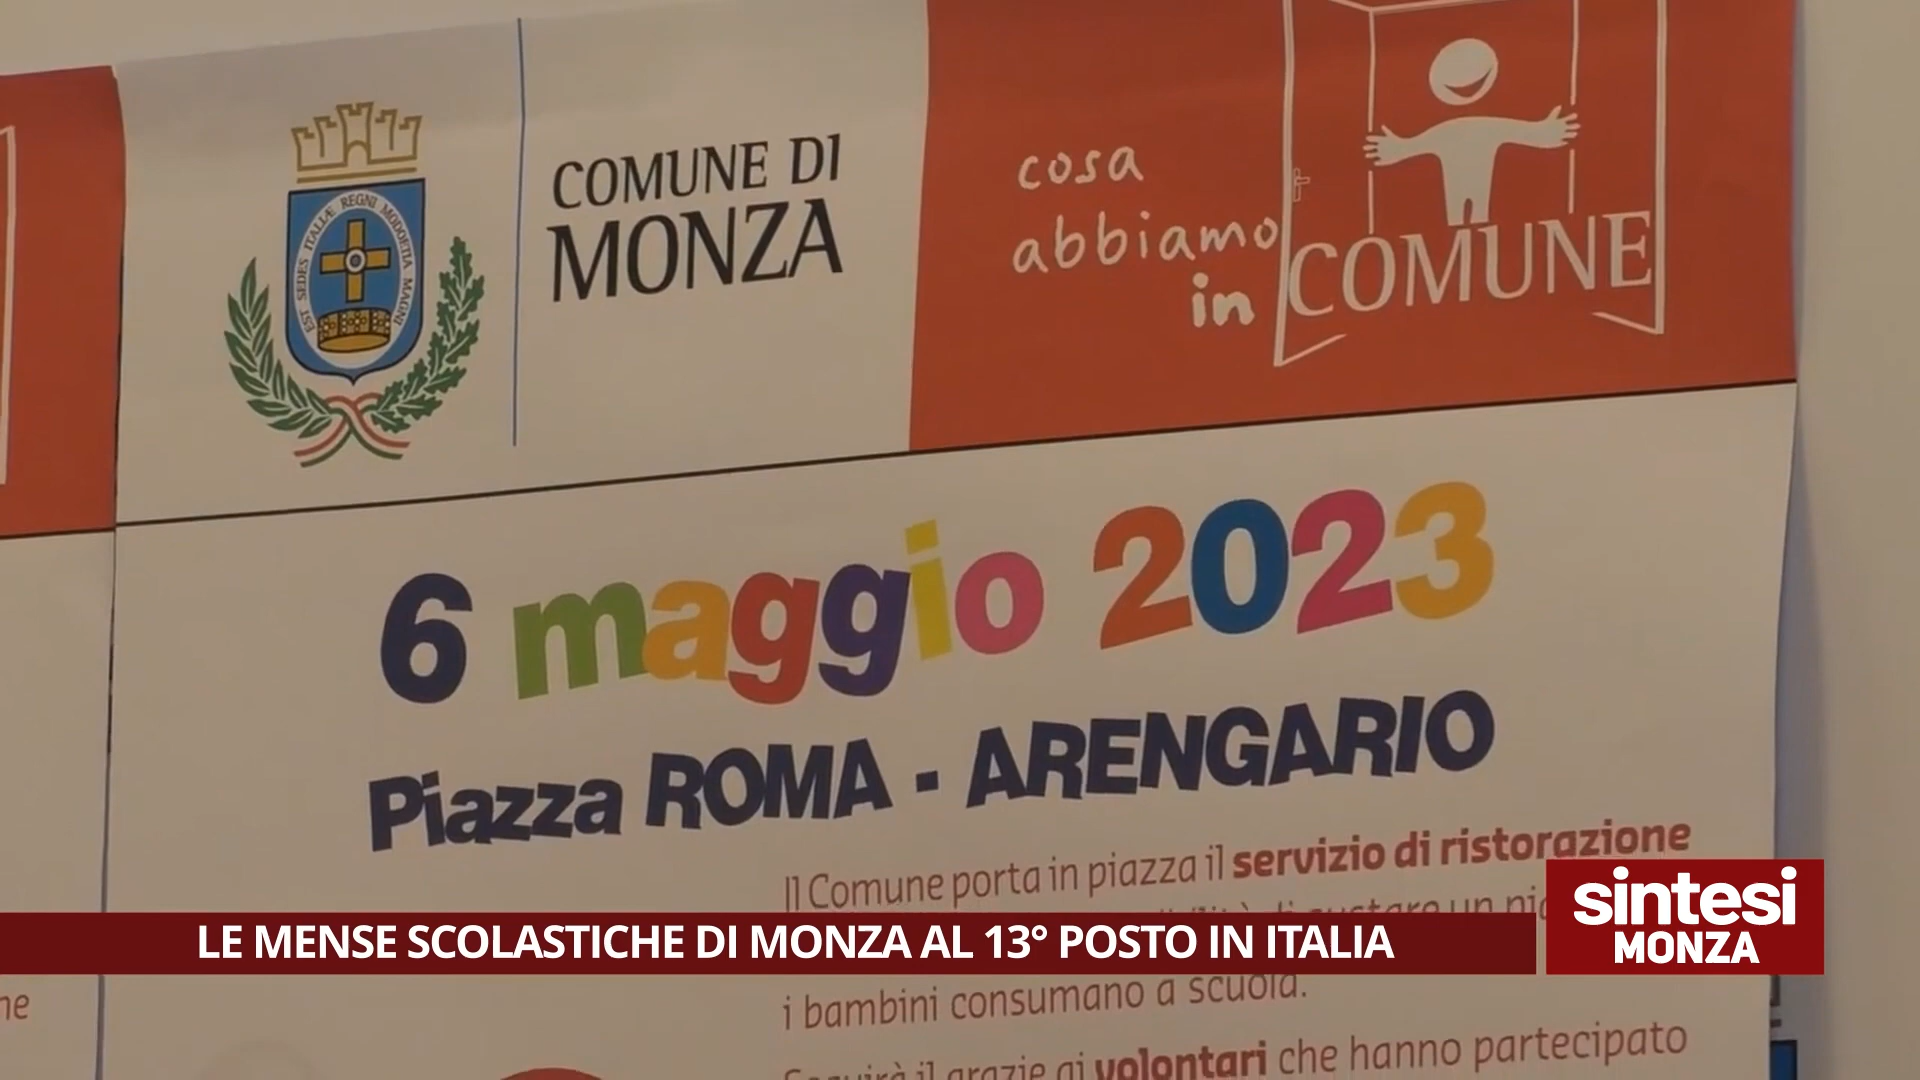 COMUNE DI
MONZA
EST SEDES ITALIÆ REGNI MODOETIA MAGNI
cosa
abbiamo
in COMUNE
6 maggio 2023
Piazza ROMA - ARENGARIO
Il Comune porta in piazza il servizio di ristorazione
i bambini consumano a scuola.
volontari che hanno partecipato
ne
LE MENSE SCOLASTICHE DI MONZA AL 13° POSTO IN ITALIA
sintesi
MONZA